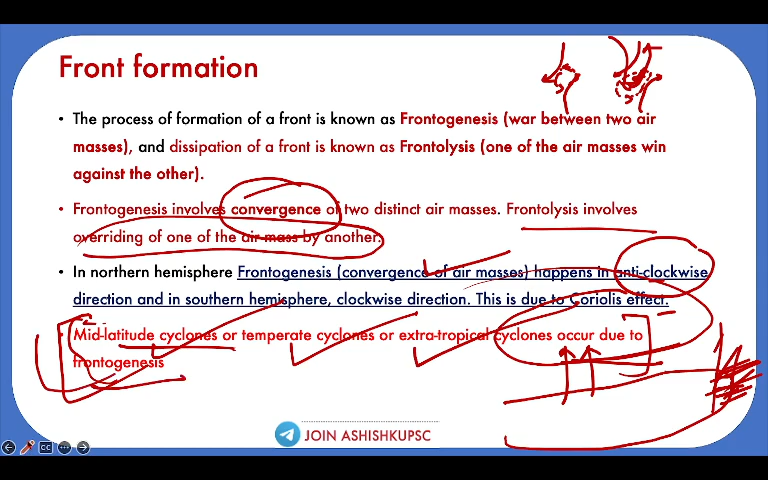 Front formation
• The process of formation of a front is known as Frontogenesis (war between two air
masses), and dissipation of a front is known as Frontolysis (one of the air masses win
against the other).
• Frontogenesis involves convergence of two distinct air masses. Frontolysis involves
overriding of one of the air mass by another.
• In northern hemisphere Frontogenesis (convergence of air masses) happens in anti-clockwise
direction and in southern hemisphere, clockwise direction. This is due to Coriolis effect.
Mid-latitude cyclones or temperate cyclones or extra-tropical cyclones occur due to
frontogenesis
JOIN ASHISHKUPSC
CC